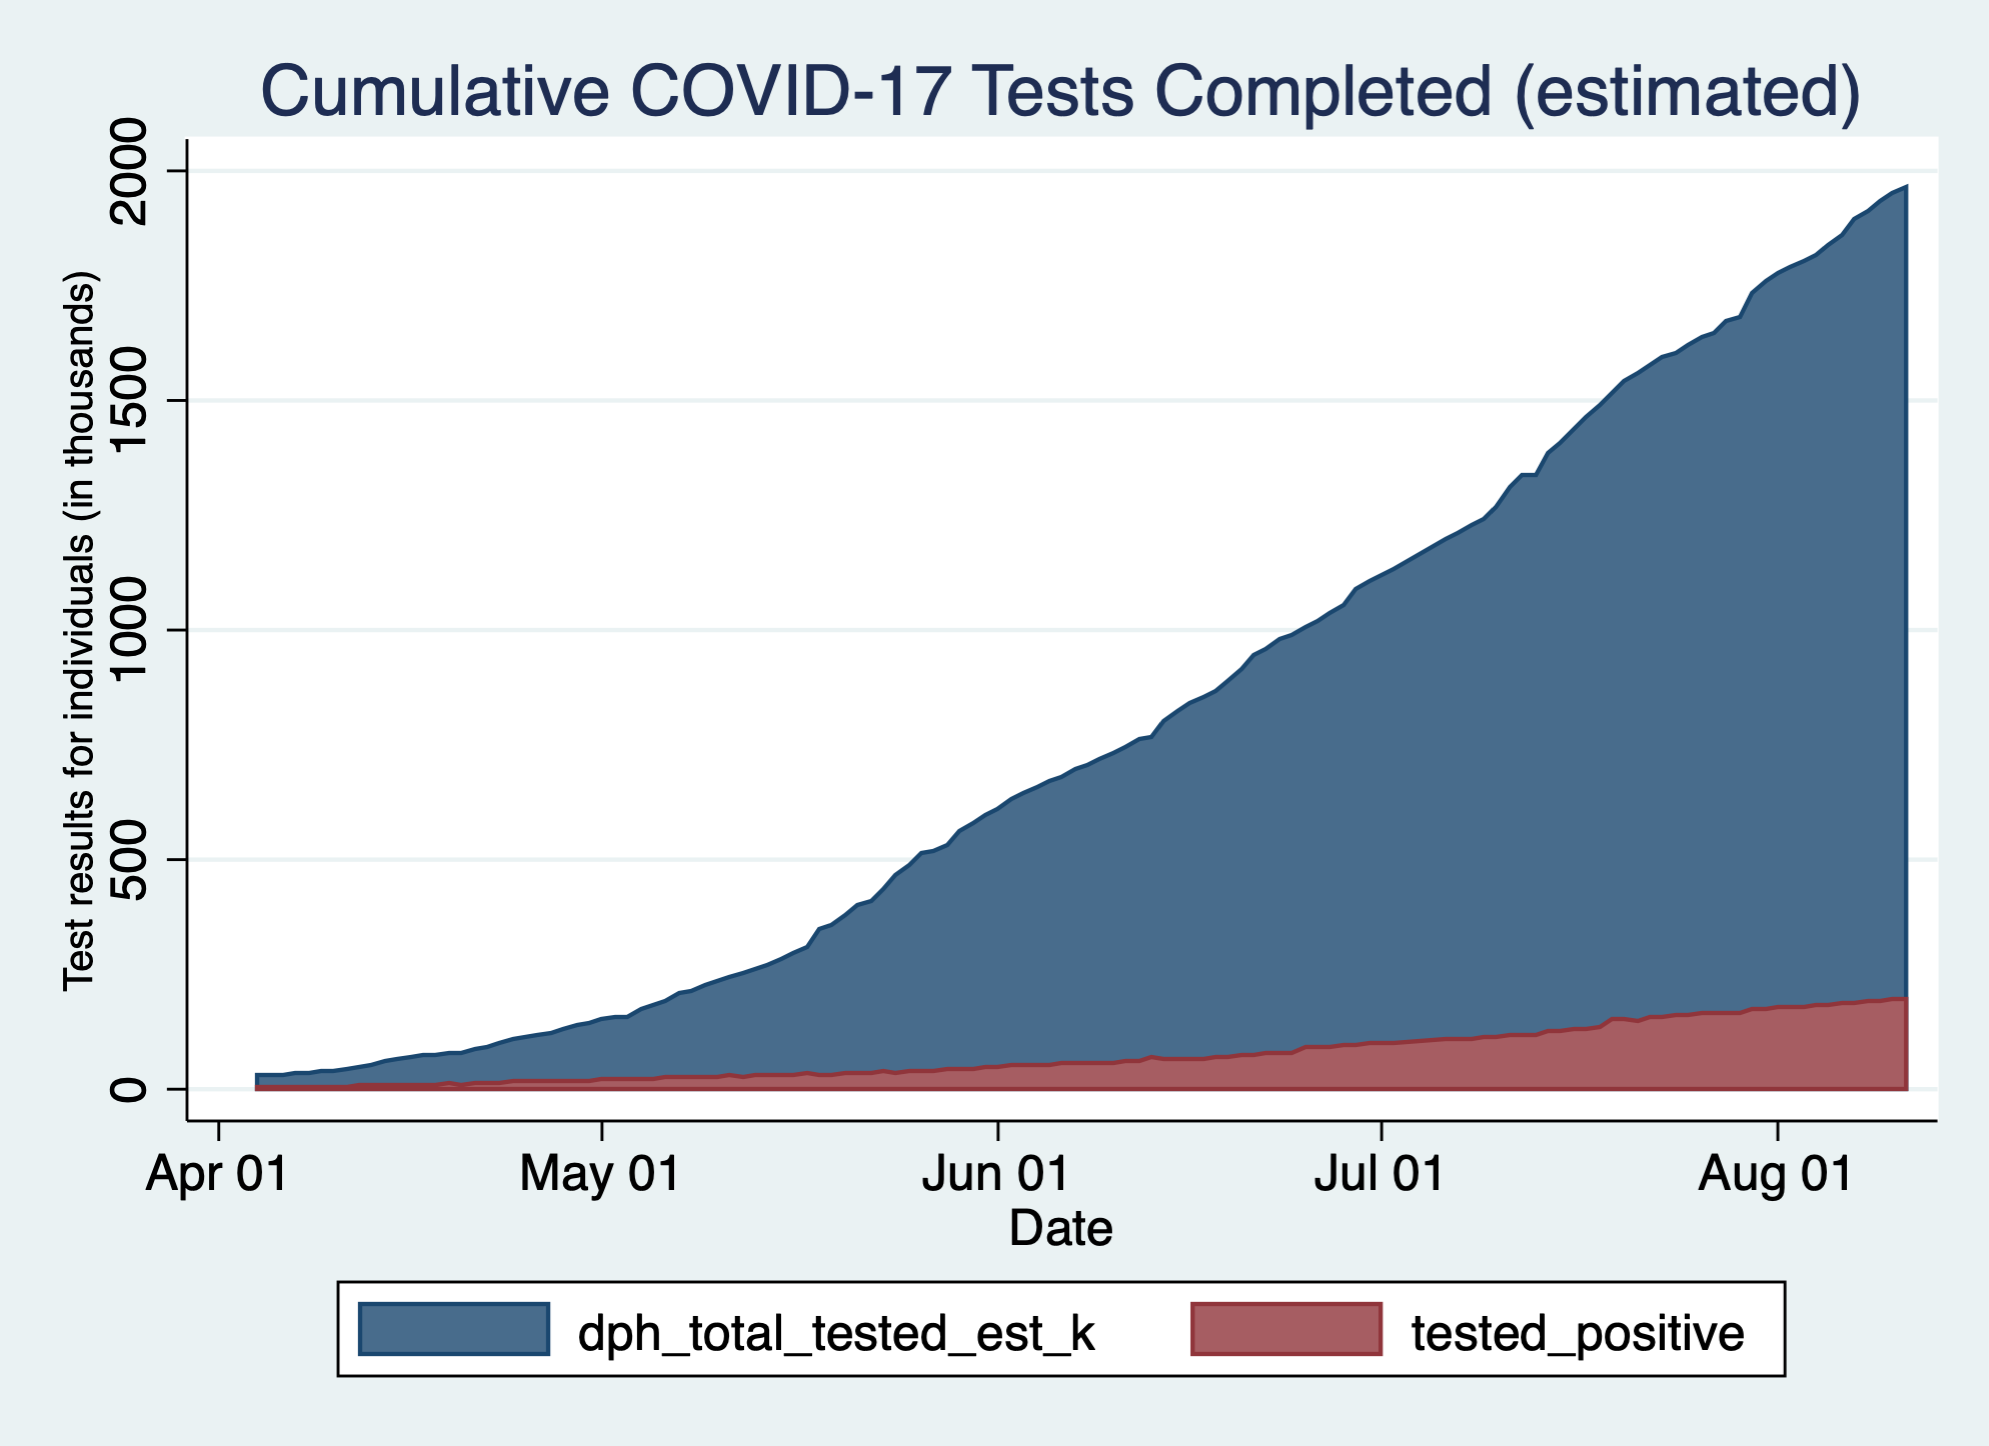 Cumulative COVID-17 Tests Completed (estimated)
Test results for individuals (in thousands)
2000
1500
1000
500
0
Apr 01 May 01 Jun 01 Jul 01 Aug 01
Date
dph_total_tested_est_k tested_positive